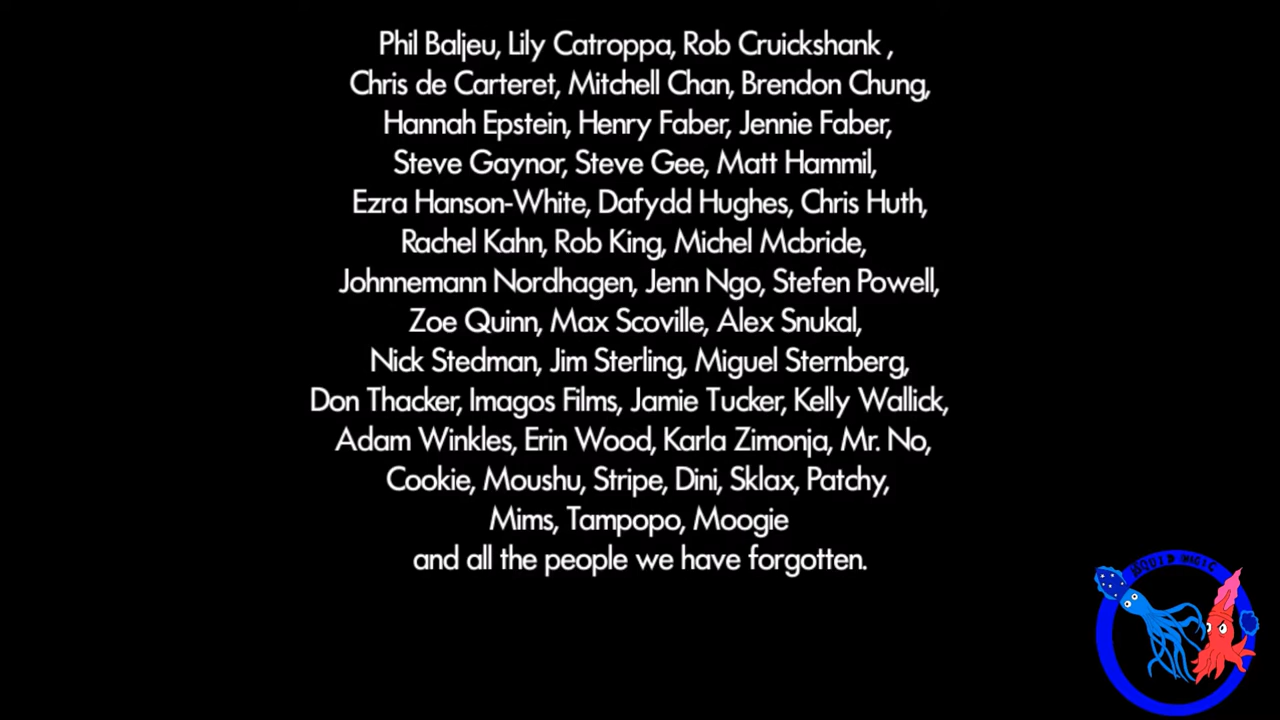 Phil Baljeu, Lily Catroppa, Rob Cruickshank ,
Chris de Carteret, Mitchell Chan, Brendon Chung,
Hannah Epstein, Henry Faber, Jennie Faber,
Steve Gaynor, Steve Gee, Matt Hammil,
Ezra Hanson-White, Dafydd Hughes, Chris Huth,
Rachel Kahn, Rob King, Michel Mcbride,
Johnnemann Nordhagen, Jenn Ngo, Stefen Powell,
Zoe Quinn, Max Scoville, Alex Snukal,
Nick Stedman, Jim Sterling, Miguel Sternberg,
Don Thacker, Imagos Films, Jamie Tucker, Kelly Wallick,
Adam Winkles, Erin Wood, Karla Zimonja, Mr. No,
Cookie, Moushu, Stripe, Dini, Sklax, Patchy,
Mims, Tampopo, Moogie
and all the people we have forgotten.
SQUID MAGIC